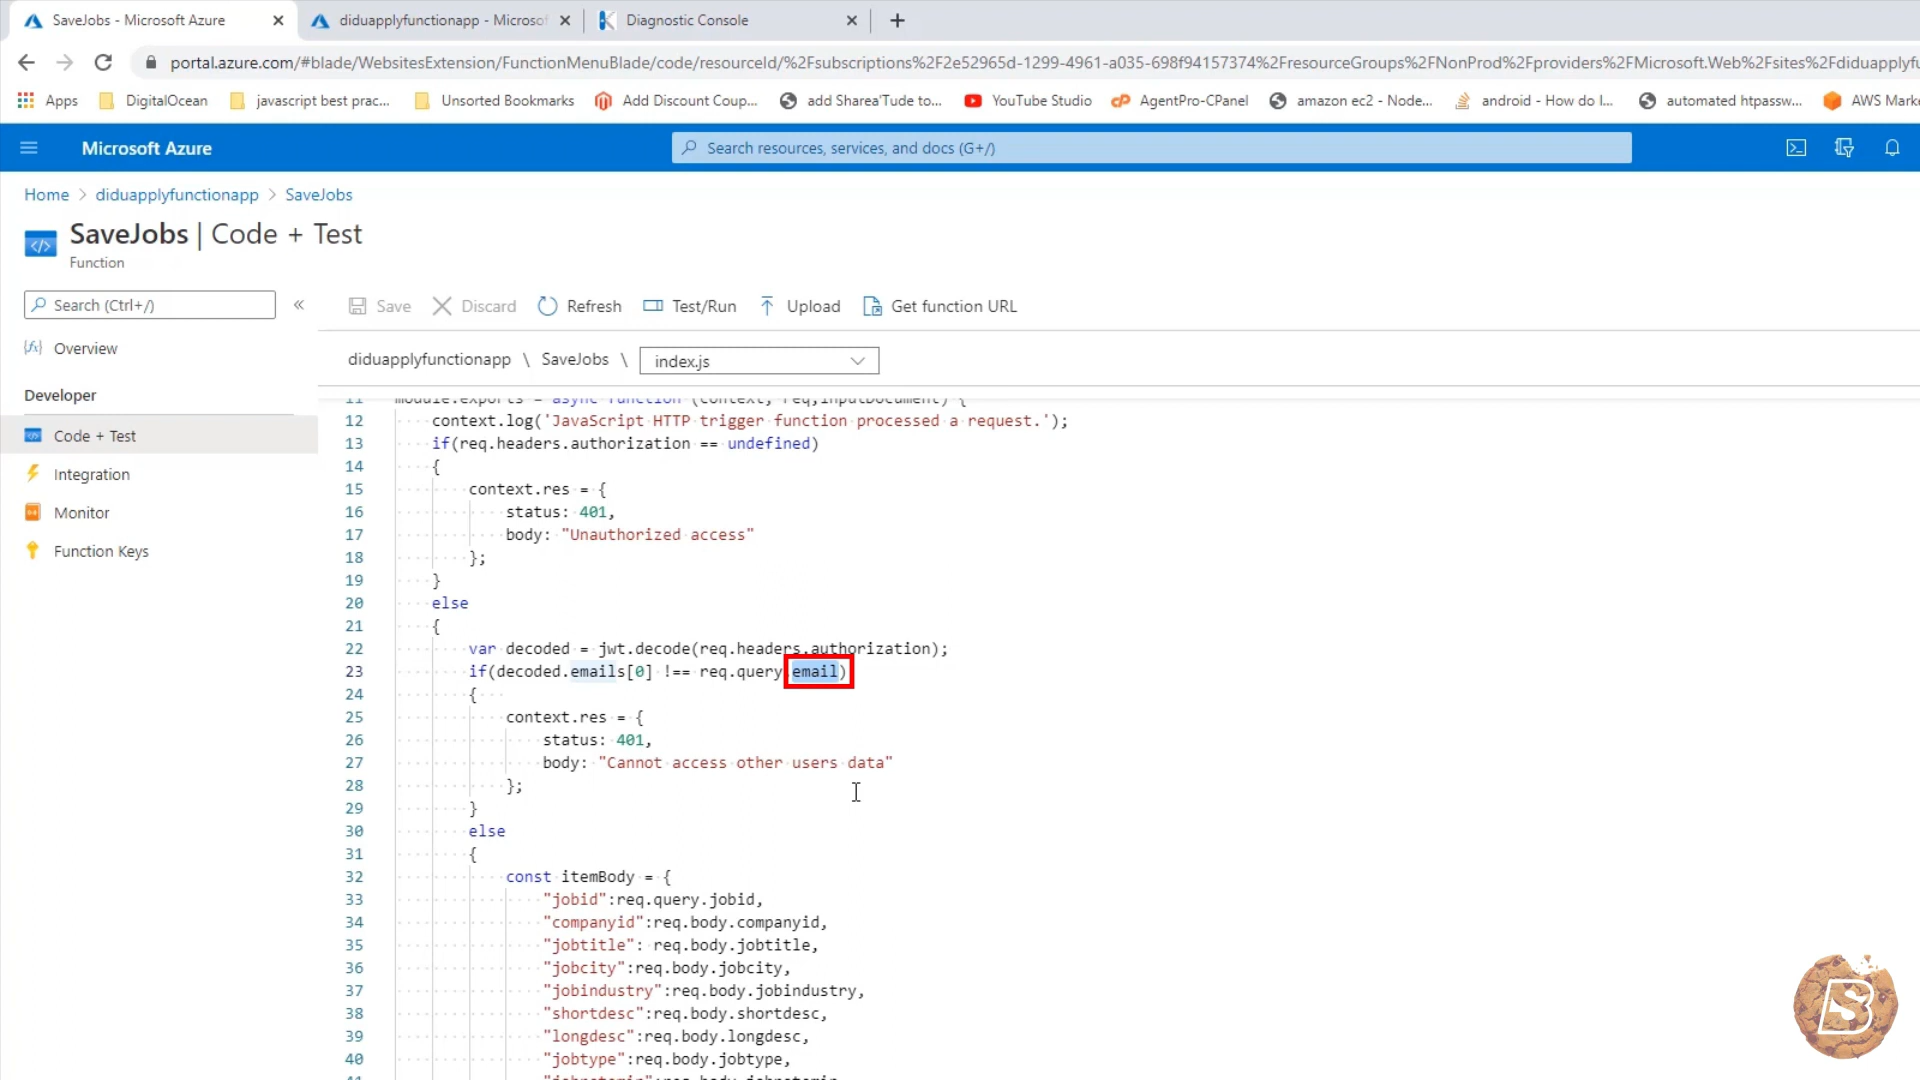 SaveJobs - Microsoft Azure
diduapplyfunctionapp - Microsof
Diagnostic Console
portal.azure.com/#blade/WebsitesExtension/FunctionMenuBlade/code/resourceId/%2Fsubscriptions%2F2e52965d-1299-4961-a035-698f94157374%2FresourceGroups%2FNonProd%2Fproviders%2FMicrosoft.Web%2Fsites%2Fdiduapplyfu
Apps DigitalOcean javascript best prac... Unsorted Bookmarks Add Discount Coup... add Sharea'Tude to... YouTube Studio AgentPro-CPanel amazon ec2 - Node... android - How do I... automated htpassw... AWS Marke
Microsoft Azure
Search resources, services, and docs (G+/)
Home > diduapplyfunctionapp > SaveJobs
SaveJobs | Code + Test
Function
Search (Ctrl+/)
«
Save Discard Refresh Test/Run Upload Get function URL
Overview
Developer
Code + Test
Integration
Monitor
Function Keys
diduapplyfunctionapp \ SaveJobs \ index.js
11 module.exports = async function (context, req,inputDocument) {
12 context.log('JavaScript HTTP trigger function processed a request.');
13 if(req.headers.authorization == undefined)
14 {
15 context.res = {
16 status: 401,
17 body: "Unauthorized access"
18 };
19 }
20 else
21 {
22 var decoded = jwt.decode(req.headers.authorization);
23 if(decoded.emails[0] !== req.query.email)
24 {
25 context.res = {
26 status: 401,
27 body: "Cannot access other users data"
28 };
29 }
30 else
31 {
32 const itemBody = {
33 "jobid":req.query.jobid,
34 "companyid":req.body.companyid,
35 "jobtitle": req.body.jobtitle,
36 "jobcity":req.body.jobcity,
37 "jobindustry":req.body.jobindustry,
38 "shortdesc":req.body.shortdesc,
39 "longdesc":req.body.longdesc,
40 "jobtype":req.body.jobtype,